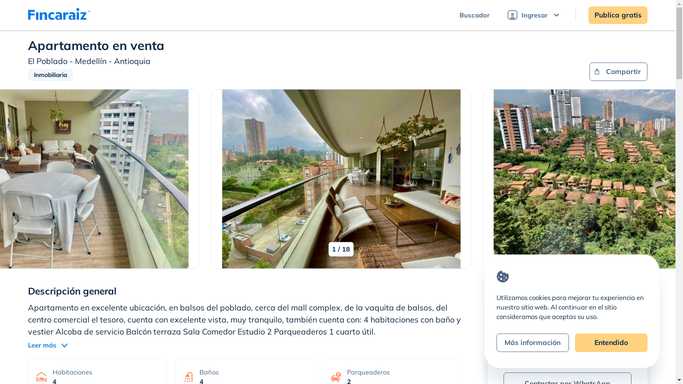 Fincaraiz
Buscador
Ingresar
Publica gratis
Apartamento en venta
El Poblado - Medellín - Antioquia
Inmobiliaria
Compartir
1 / 18
Descripción general
Apartamento en excelente ubicación, en balsos del poblado, cerca del mall complex, de la vaquita de balsos, del
centro comercial el tesoro, cuenta con excelente vista, muy tranquilo, también cuenta con: 4 habitaciones con baño y
vestier Alcoba de servicio Balcón terraza Sala Comedor Estudio 2 Parqueaderos 1 cuarto útil.
Leer más
Habitaciones
4
Baños
4
Parqueaderos
2
Utilizamos cookies para mejorar tu experiencia en
nuestro sitio web. Al continuar en el sitio
consideramos que aceptas su uso.
Más información
Entendido
Contactar por WhatsApp